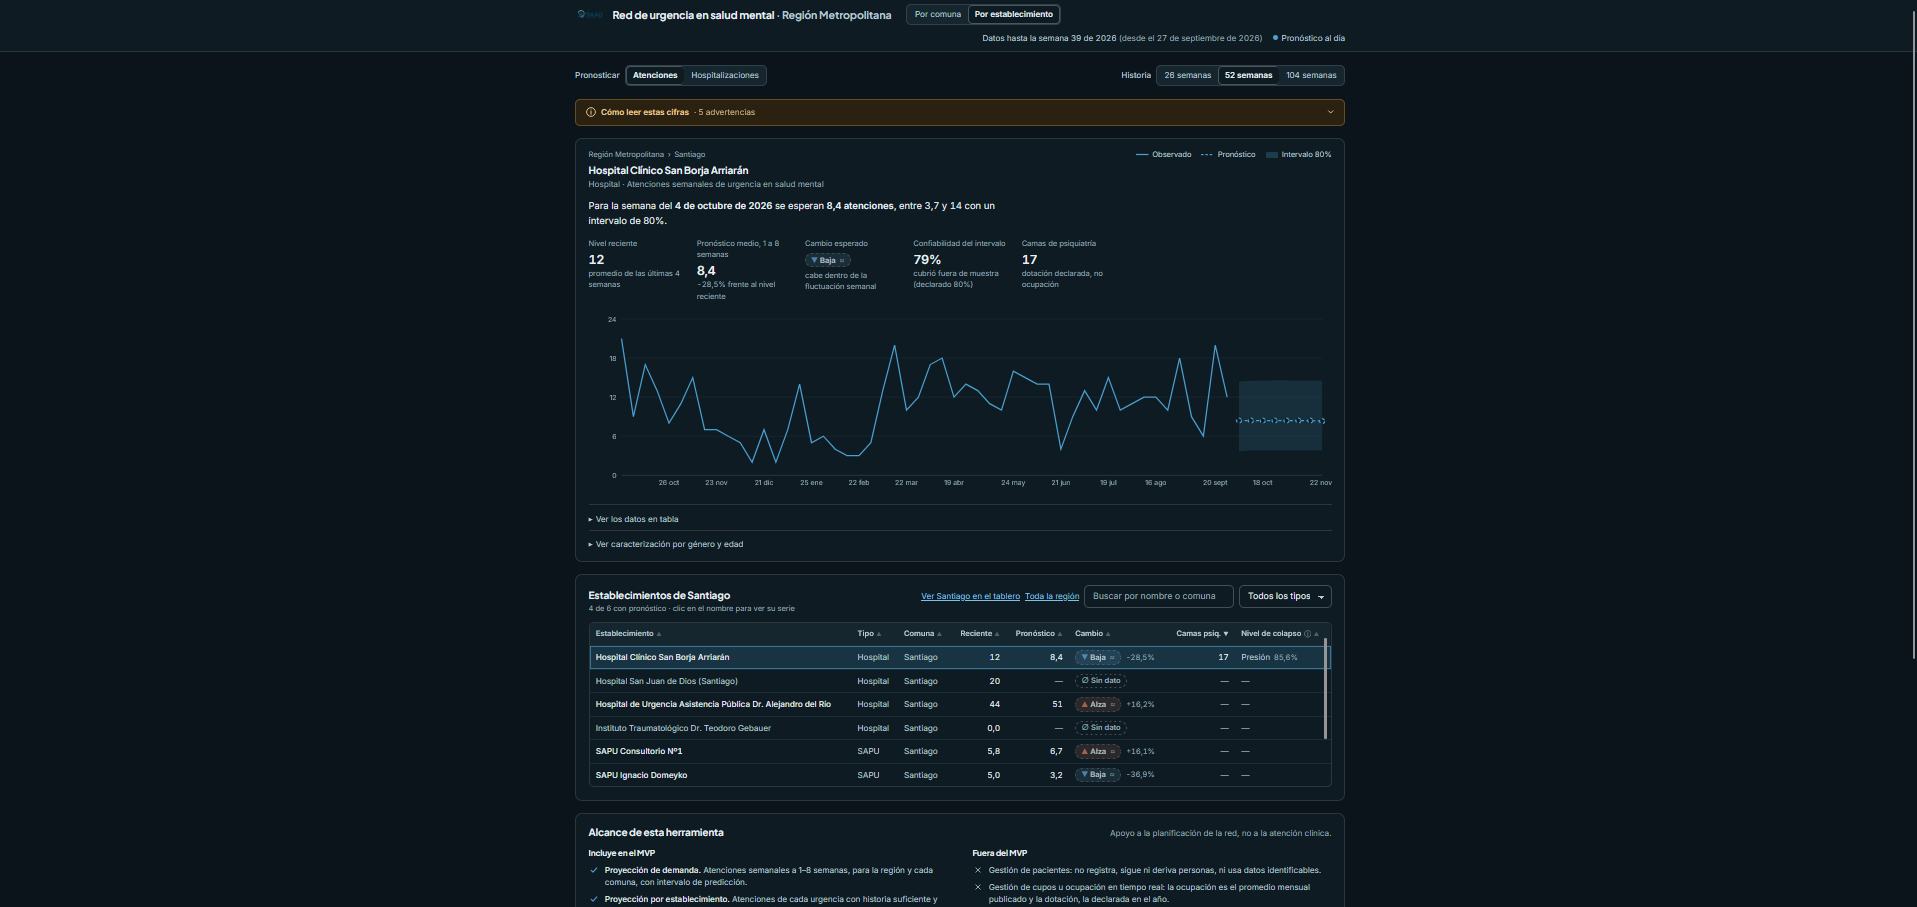 Red de urgencia en salud mental · Región Metropolitana
Por comuna
Por establecimiento
Datos hasta la semana 39 de 2026 (desde el 27 de septiembre de 2026)
Pronóstico al día
Pronosticar
Atenciones
Hospitalizaciones
Historia
26 semanas
52 semanas
104 semanas
Cómo leer estas cifras · 5 advertencias
Región Metropolitana › Santiago
Observado
Pronóstico
Intervalo 80%
Hospital Clínico San Borja Arriarán
Hospital · Atenciones semanales de urgencia en salud mental
Para la semana del 4 de octubre de 2026 se esperan 8,4 atenciones, entre 3,7 y 14 con un
intervalo de 80%.
Nivel reciente
12
promedio de las últimas 4
semanas
Pronóstico medio, 1 a 8
semanas
8,4
−28,5% frente al nivel
reciente
Cambio esperado
▼ Baja ≈
cabe dentro de la
fluctuación semanal
Confiabilidad del intervalo
79%
cubrió fuera de muestra
(declarado 80%)
Camas de psiquiatría
17
dotación declarada, no
ocupación
24
18
12
6
0
26 oct 23 nov 21 dic 25 ene 22 feb 22 mar 19 abr 24 may 21 jun 19 jul 16 ago 20 sept 18 oct 22 nov
▸ Ver los datos en tabla
▸ Ver caracterización por género y edad
Establecimientos de Santiago
4 de 6 con pronóstico · clic en el nombre para ver su serie
Ver Santiago en el tablero
Toda la región
Buscar por nombre o comuna
Todos los tipos
Establecimiento ▲ Tipo ▲ Comuna ▲ Reciente ▲ Pronóstico ▲ Cambio ▲ Camas psiq. ▼ Nivel de colapso ⓘ ▲
Hospital Clínico San Borja Arriarán Hospital Santiago 12 8,4 ▼ Baja ≈ −28,5% 17 Presión 85,6%
Hospital San Juan de Dios (Santiago) Hospital Santiago 20 — ∅ Sin dato — —
Hospital de Urgencia Asistencia Pública Dr. Alejandro del Río Hospital Santiago 44 51 ▲ Alza ≈ +16,2% — —
Instituto Traumatológico Dr. Teodoro Gebauer Hospital Santiago 0,0 — ∅ Sin dato — —
SAPU Consultorio Nº1 SAPU Santiago 5,8 6,7 ▲ Alza ≈ +16,1% — —
SAPU Ignacio Domeyko SAPU Santiago 5,0 3,2 ▼ Baja ≈ −36,9% — —
Alcance de esta herramienta
Apoyo a la planificación de la red, no a la atención clínica.
Incluye en el MVP
✓ Proyección de demanda. Atenciones semanales a 1–8 semanas, para la región y cada
comuna, con intervalo de predicción.
✓ Proyección por establecimiento. Atenciones de cada urgencia con historia suficiente y
Fuera del MVP
✕ Gestión de pacientes: no registra, sigue ni deriva personas, ni usa datos identificables.
✕ Gestión de cupos u ocupación en tiempo real: la ocupación es el promedio mensual
publicado y la dotación, la declarada en el año.